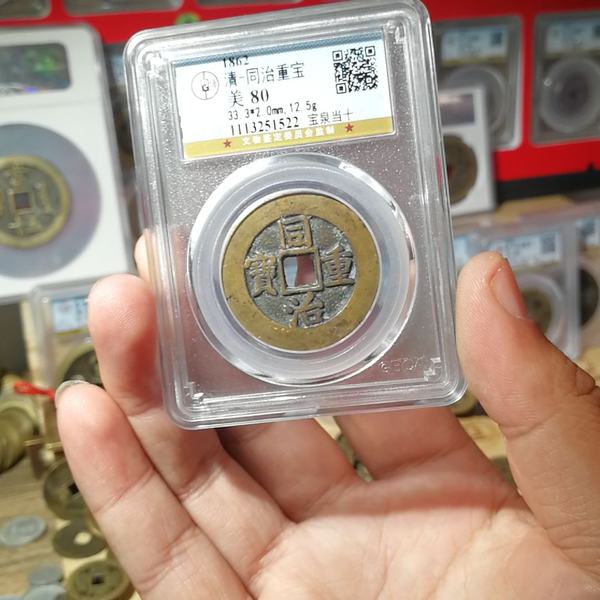 1862
清-同治重宝
美 80
33.3*2.0mm,12.5g
1113251522 宝泉当十
★ 文物鉴定委员会监制 ★
同
寶 重
治